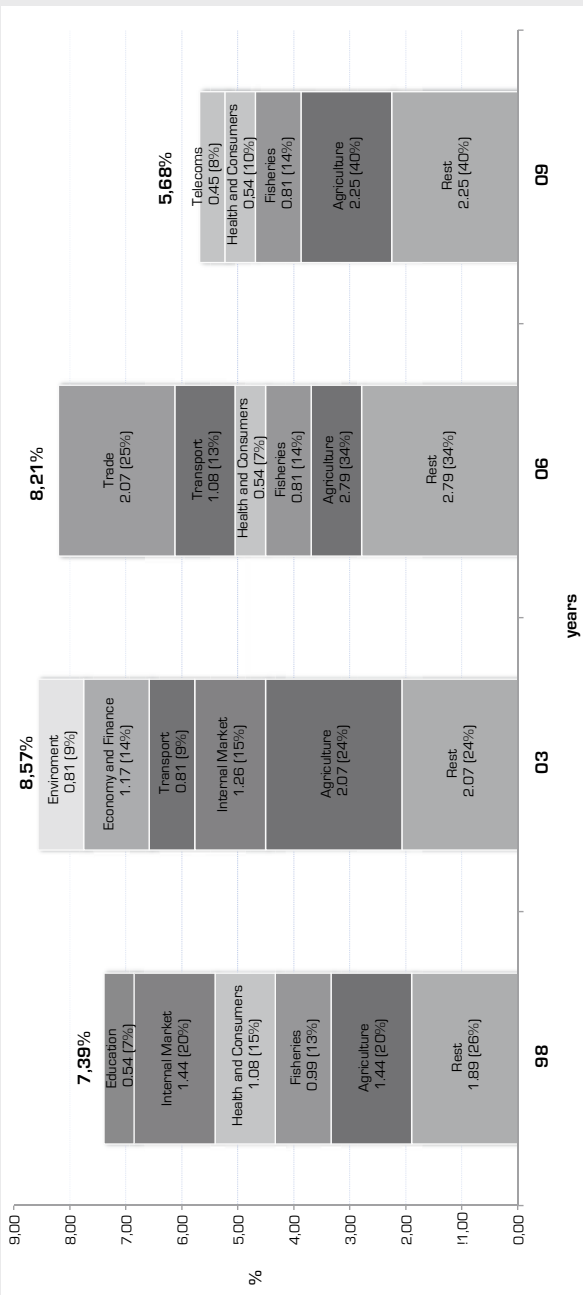 9,00
8,00
7,00
6,00
5,00
4,00
3,00
2,00
!1,00
0,00
%
7,39%
Education
0.54 (7%)
Internal Market
1.44 (20%)
Health and Consumers
1.08 (15%)
Fisheries
0.99 (13%)
Agriculture
1.44 (20%)
Rest
1.89 (26%)
98
8,57%
Enviroment
0,81 (9%)
Economy and Finance
1.17 (14%)
Transport
0.81 (9%)
Internal Market
1.26 (15%)
Agriculture
2.07 (24%)
Rest
2.07 (24%)
03
8,21%
Trade
2.07 (25%)
Transport
1.08 (13%)
Health and Consumers
0.54 (7%)
Fisheries
0.81 (14%)
Agriculture
2.79 (34%)
Rest
2.79 (34%)
06
5,68%
Telecoms
0.45 (8%)
Health and Consumers
0,54 (10%)
Fisheries
0.81 (14%)
Agriculture
2.25 (40%)
Rest
2.25 (40%)
09
years